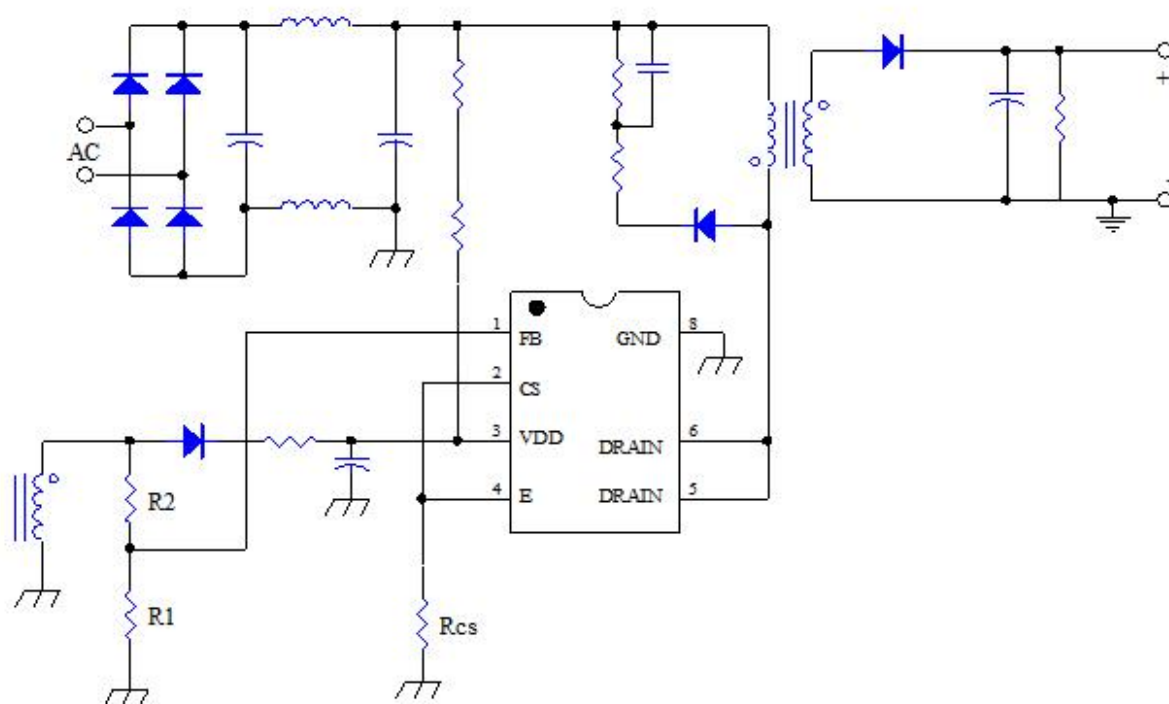 AC
+
-
1 FB GND 8
2 CS
3 VDD DRAIN 6
4 E DRAIN 5
R2
R1
Rcs